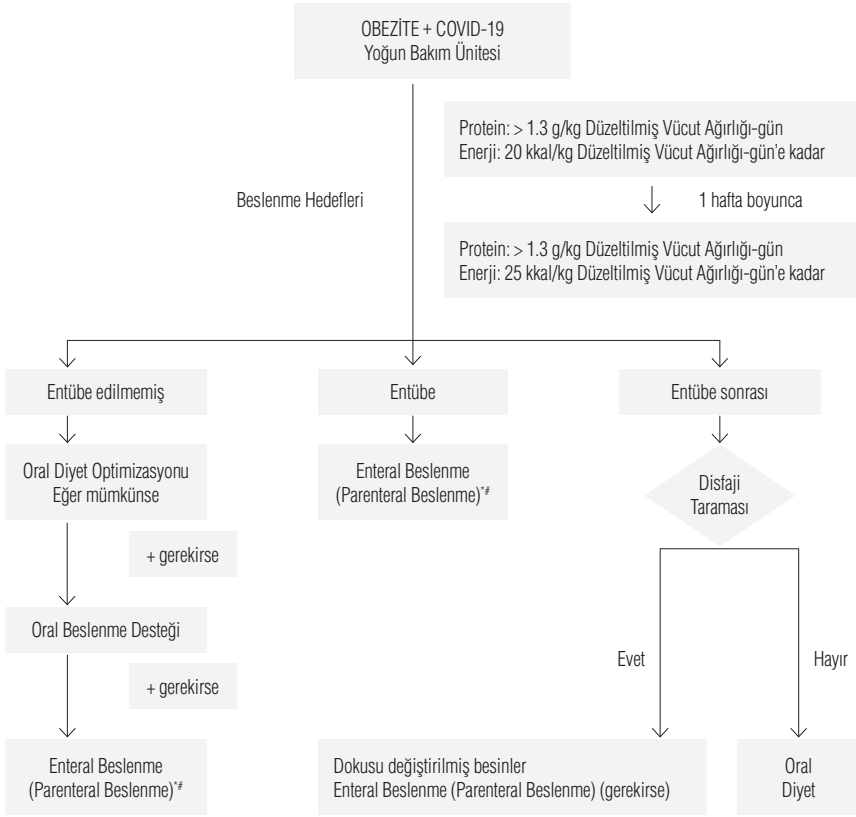 OBEZİTE + COVID-19
Yoğun Bakım Ünitesi
Protein: > 1.3 g/kg Düzeltilmiş Vücut Ağırlığı-gün
Enerji: 20 kkal/kg Düzeltilmiş Vücut Ağırlığı-gün'e kadar
Beslenme Hedefleri
1 hafta boyunca
Protein: > 1.3 g/kg Düzeltilmiş Vücut Ağırlığı-gün
Enerji: 25 kkal/kg Düzeltilmiş Vücut Ağırlığı-gün'e kadar
Entübe edilmemiş
Entübe
Entübe sonrası
Oral Diyet Optimizasyonu
Eğer mümkünse
Enteral Beslenme
(Parenteral Beslenme)*#
Disfaji
Taraması
+ gerekirse
Oral Beslenme Desteği
+ gerekirse
Evet
Hayır
Enteral Beslenme
(Parenteral Beslenme)*#
Dokusu değiştirilmiş besinler
Enteral Beslenme (Parenteral Beslenme) (gerekirse)
Oral
Diyet